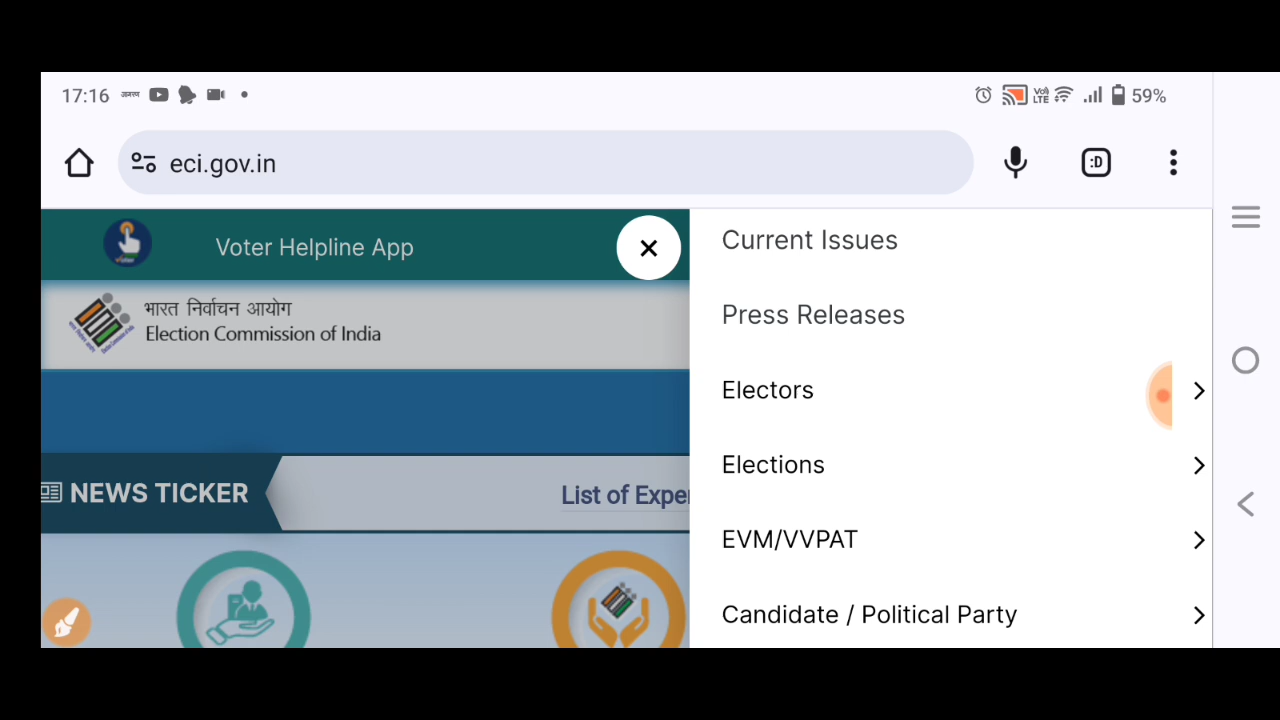 17:16
59%
eci.gov.in
:D
Voter Helpline App
भारत निर्वाचन आयोग
Election Commission of India
NEWS TICKER
List of Exper
Current Issues
Press Releases
Electors
Elections
EVM/VVPAT
Candidate / Political Party